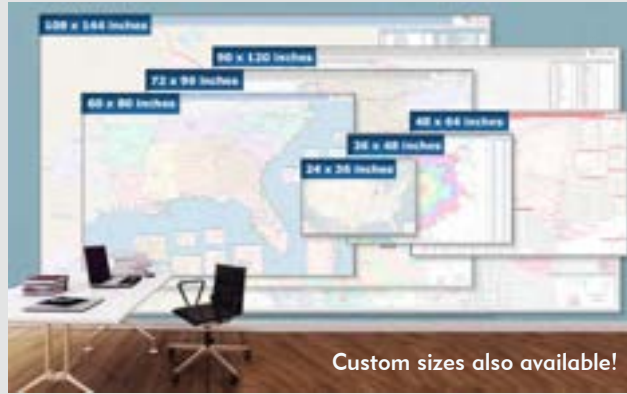 108 x 144 inches
90 x 120 inches
72 x 96 inches
60 x 80 inches
48 x 64 inches
36 x 48 inches
24 x 36 inches
Custom sizes also available!